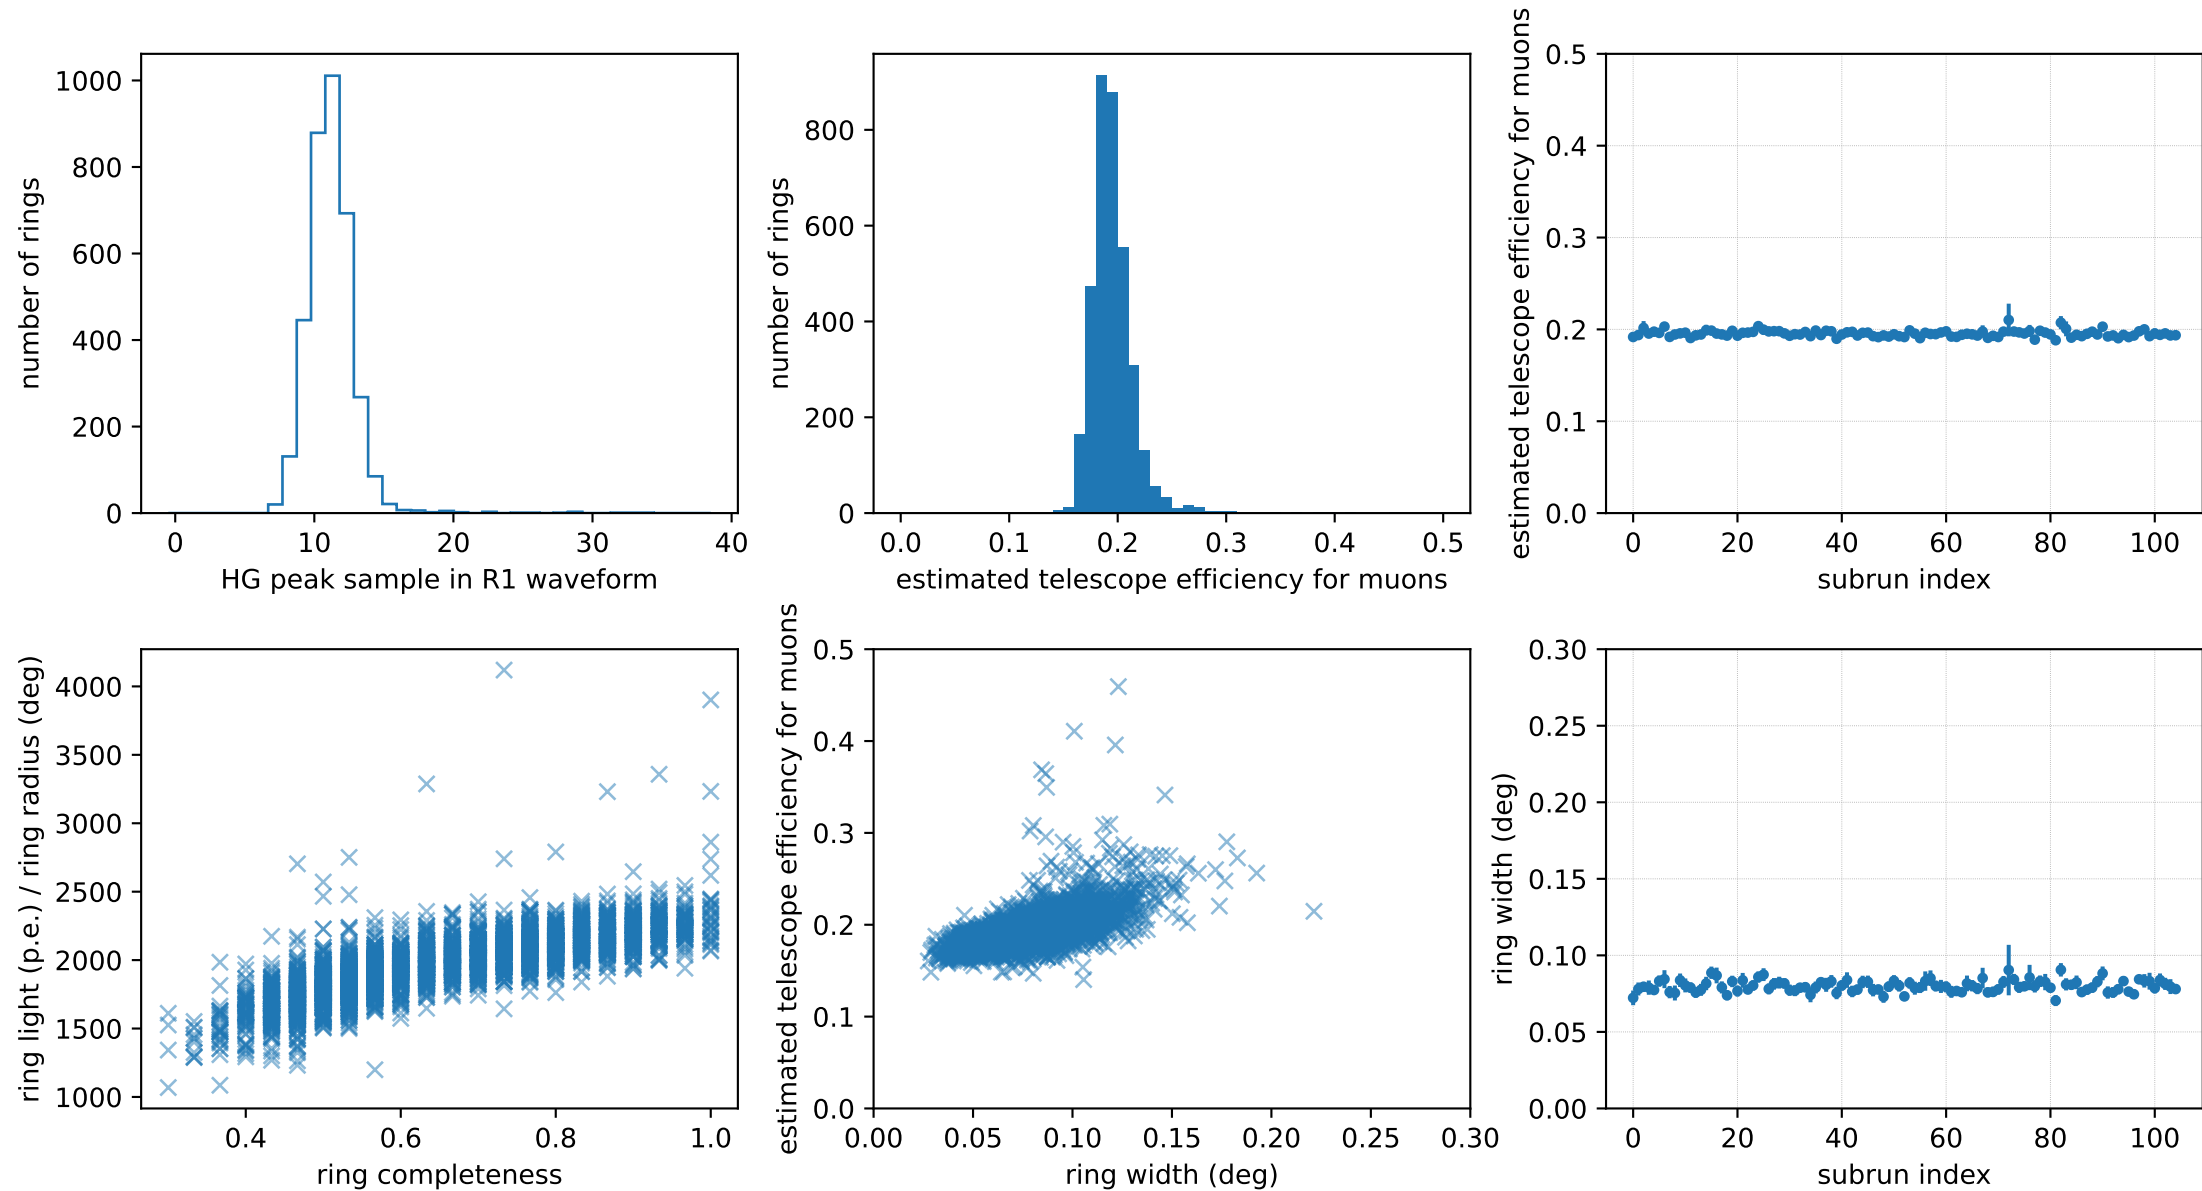 number of rings
1000
800
600
400
200
0
0 10 20 30 40
HG peak sample in R1 waveform
number of rings
800
600
400
200
0
0.0 0.1 0.2 0.3 0.4 0.5
estimated telescope efficiency for muons
estimated telescope efficiency for muons
0.5
0.4
0.3
0.2
0.1
0.0
0 20 40 60 80 100
subrun index
ring light (p.e.) / ring radius (deg)
4000
3500
3000
2500
2000
1500
1000
0.4 0.6 0.8 1.0
ring completeness
estimated telescope efficiency for muons
0.5
0.4
0.3
0.2
0.1
0.0
0.00 0.05 0.10 0.15 0.20 0.25 0.30
ring width (deg)
ring width (deg)
0.30
0.25
0.20
0.15
0.10
0.05
0.00
0 20 40 60 80 100
subrun index